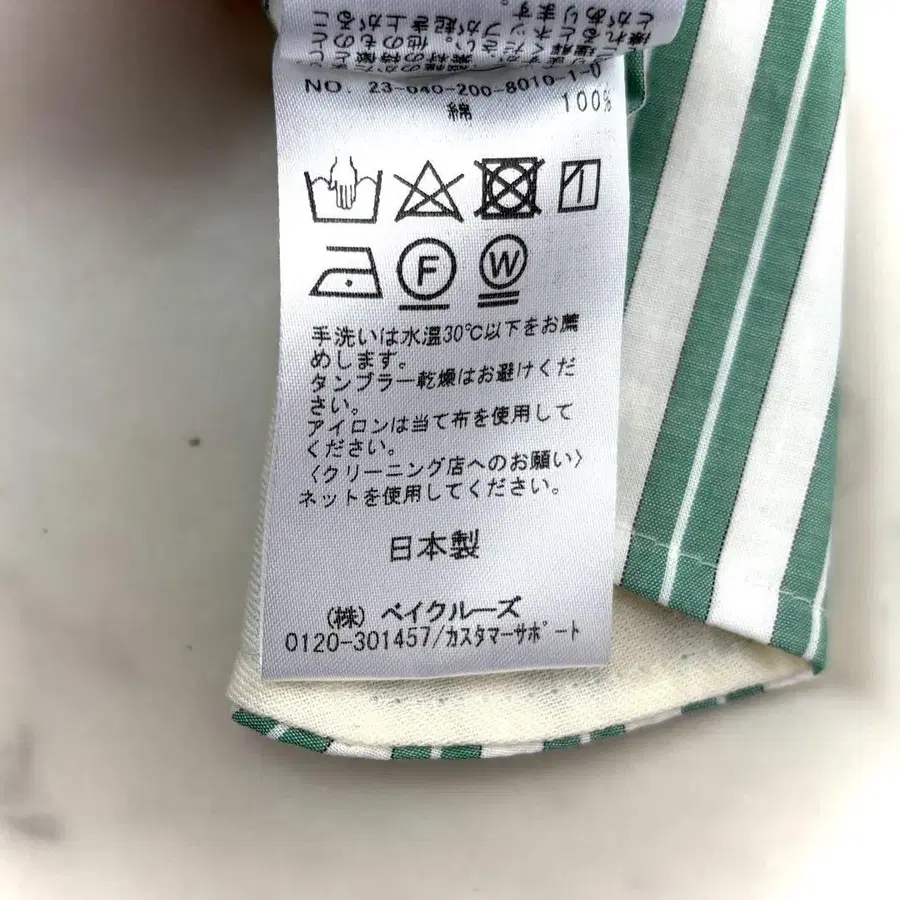 NO. 23-040-200-8010-1-0
綿 100%
F W
手洗いは水温30℃以下をお薦
めします。
タンブラー乾燥はお避けくだ
さい。
アイロンは当て布を使用して
ください。
〈クリーニング店へのお願い〉
ネットを使用してください。
日本製
(株) ベイクルーズ
0120-301457/カスタマーサポート